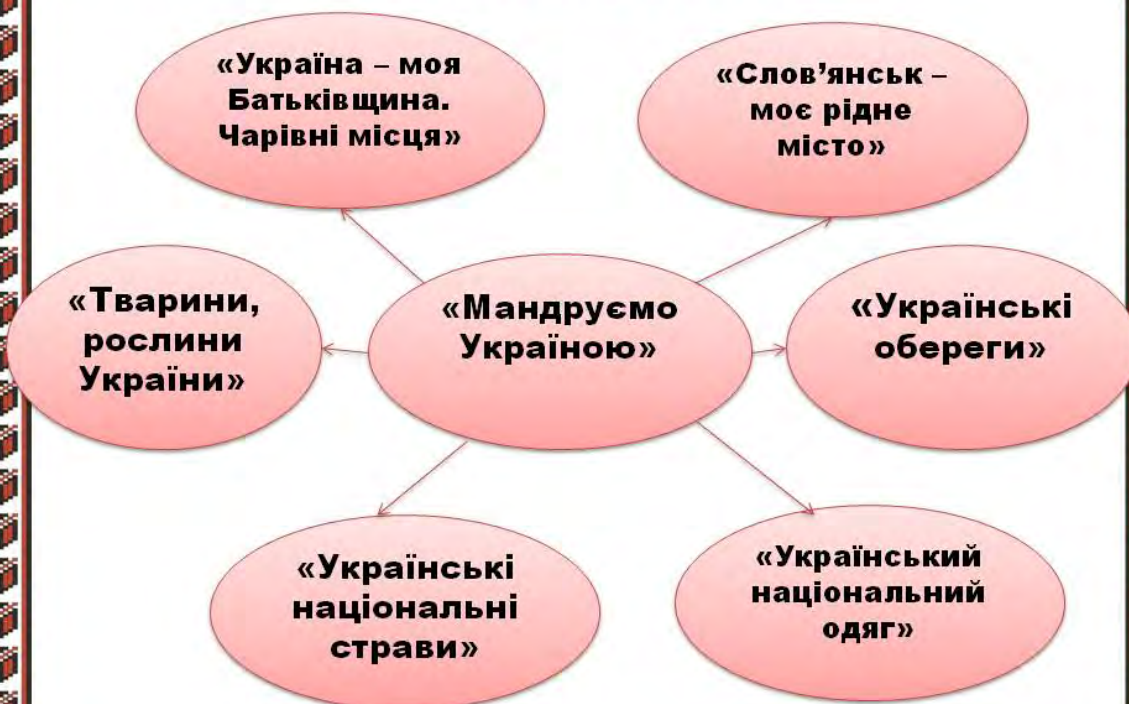 «Україна – моя
Батьківщина.
Чарівні місця»
«Слов’янськ –
моє рідне
місто»
«Тварини,
рослини
України»
«Мандруємо
Україною»
«Українські
обереги»
«Українські
національні
страви»
«Український
національний
одяг»